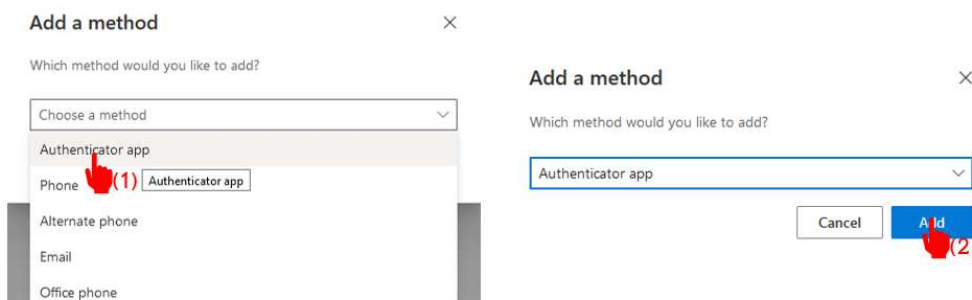 Add a method
Which method would you like to add?
Choose a method
Authenticator app
Phone (1) Authenticator app
Alternate phone
Email
Office phone
Add a method
Which method would you like to add?
Authenticator app
Cancel Add
(2